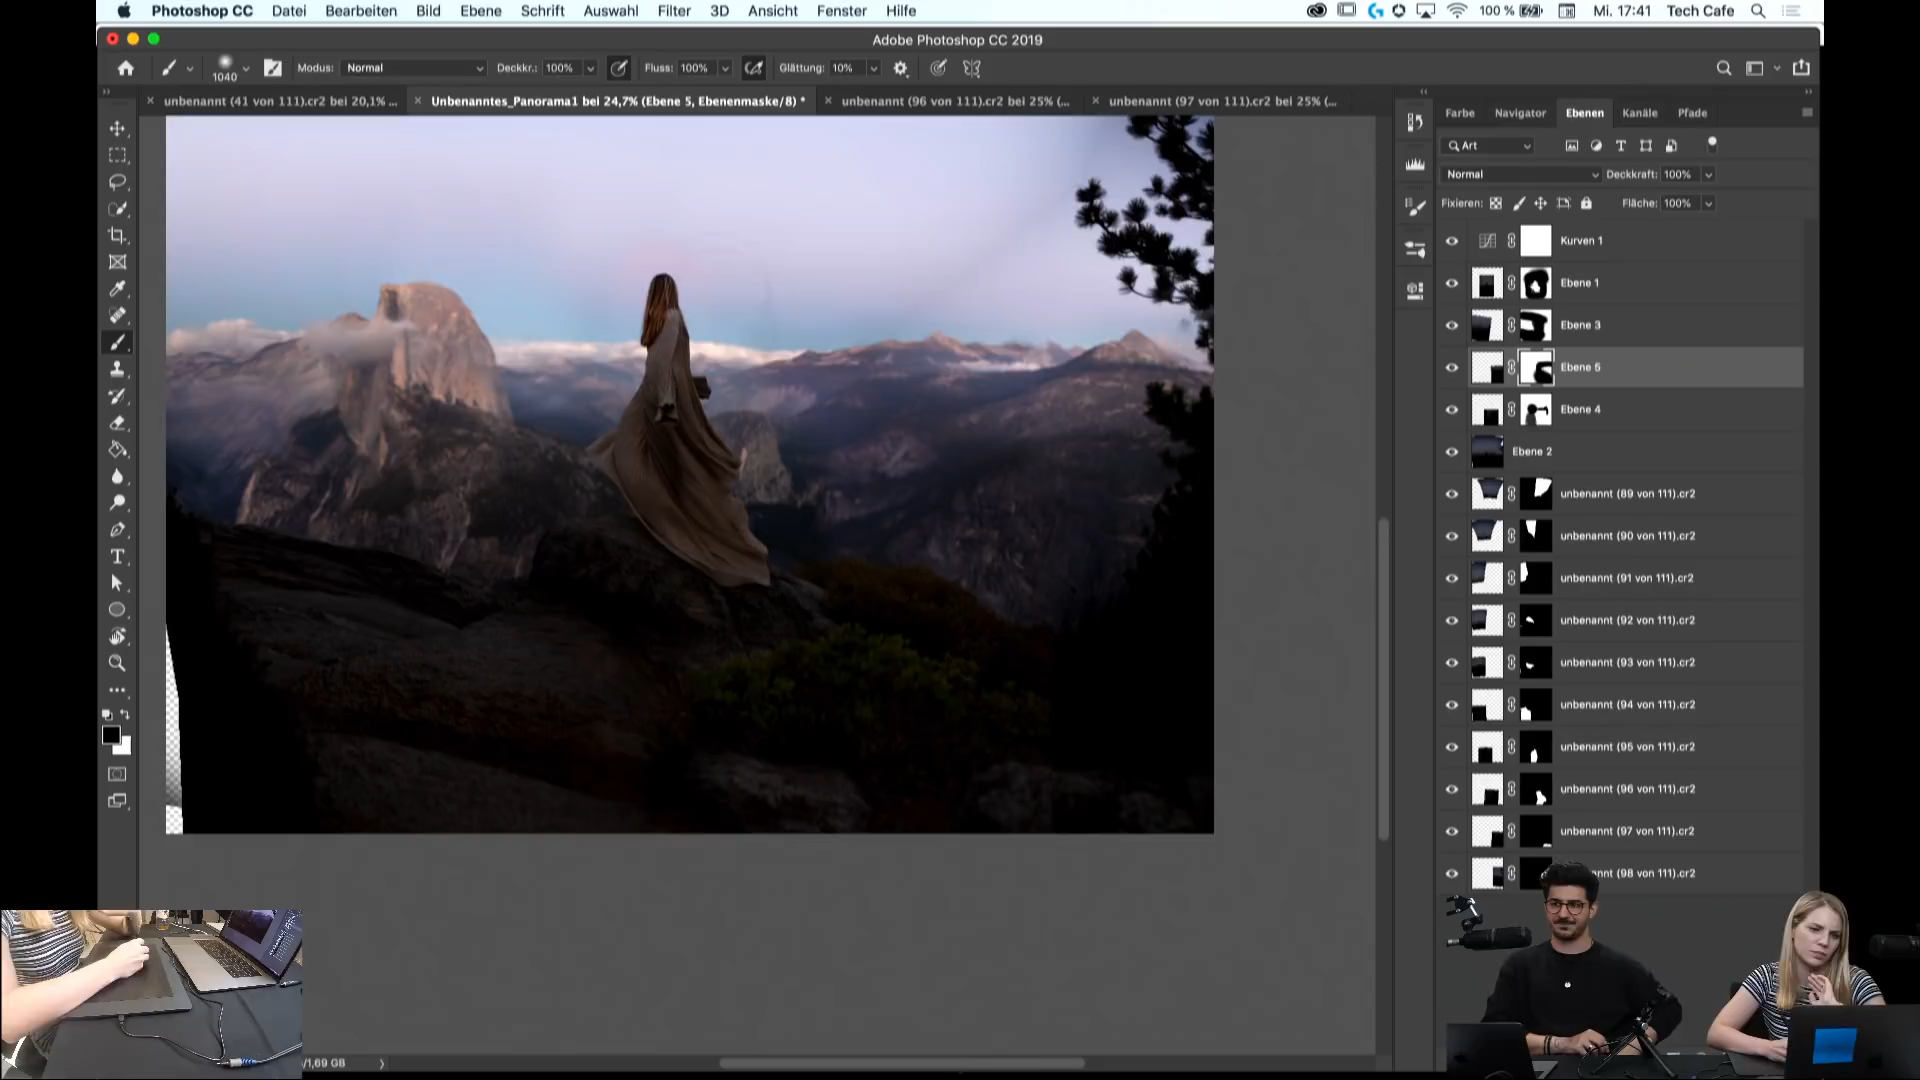 Photoshop CC Datei Bearbeiten Bild Ebene Schrift Auswahl Filter 3D Ansicht Fenster Hilfe 100 % Mi. 17:41 Tech Cafe
Adobe Photoshop CC 2019
1040 Modus: Normal Deckkr.: 100% Fluss: 100% Glättung: 10%
unbenannt (41 von 111).cr2 bei 20,1% ... Unbenanntes_Panorama1 bei 24,7% (Ebene 5, Ebenenmaske/8) * unbenannt (96 von 111).cr2 bei 25% (... unbenannt (97 von 111).cr2 bei 25% (...
Farbe Navigator Ebenen Kanäle Pfade
Art
Normal Deckkraft: 100%
Fixieren: Fläche: 100%
Kurven 1
Ebene 1
Ebene 3
Ebene 5
Ebene 4
Ebene 2
unbenannt (89 von 111).cr2
unbenannt (90 von 111).cr2
unbenannt (91 von 111).cr2
unbenannt (92 von 111).cr2
unbenannt (93 von 111).cr2
unbenannt (94 von 111).cr2
unbenannt (95 von 111).cr2
unbenannt (96 von 111).cr2
unbenannt (97 von 111).cr2
nnt (98 von 111).cr2
/1,69 GB